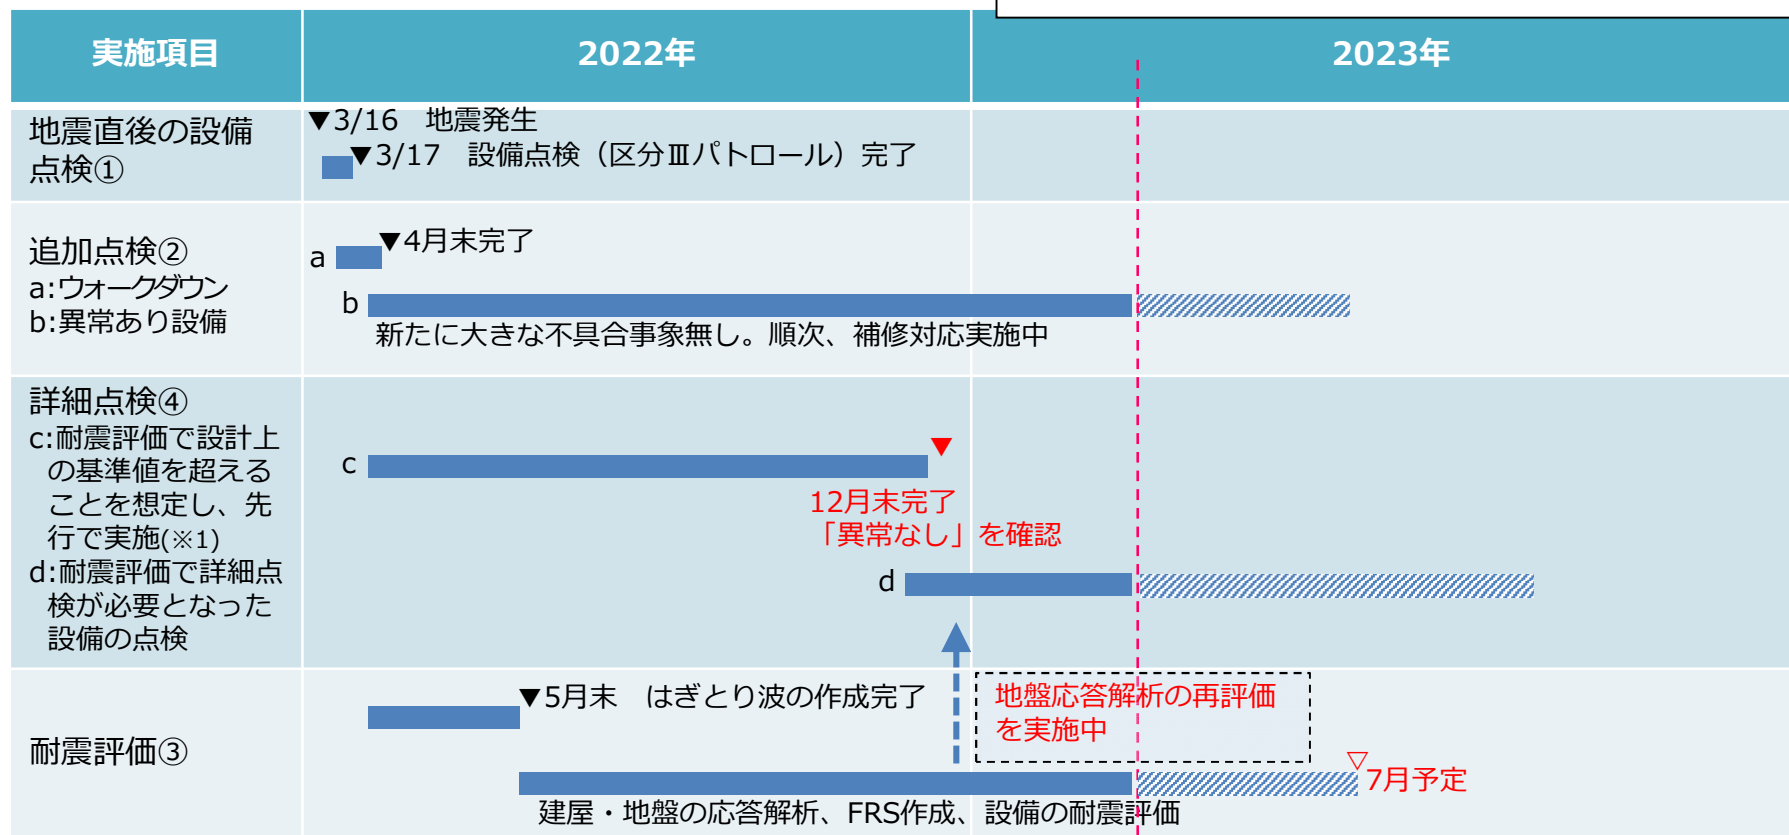 実施項目
2022年
2023年
地震直後の設備
点検①
▼3/16　地震発生
▼3/17　設備点検（区分Ⅲパトロール）完了
追加点検②
a:ウォークダウン
b:異常あり設備
a
▼4月末完了
b
新たに大きな不具合事象無し。順次、補修対応実施中
詳細点検④
c:耐震評価で設計上
の基準値を超える
ことを想定し、先
行で実施(※1)
d:耐震評価で詳細点
検が必要となった
設備の点検
c
▼
12月末完了
「異常なし」を確認
d
耐震評価③
▼5月末　はぎとり波の作成完了
地盤応答解析の再評価
を実施中
▽
7月予定
建屋・地盤の応答解析、FRS作成、設備の耐震評価